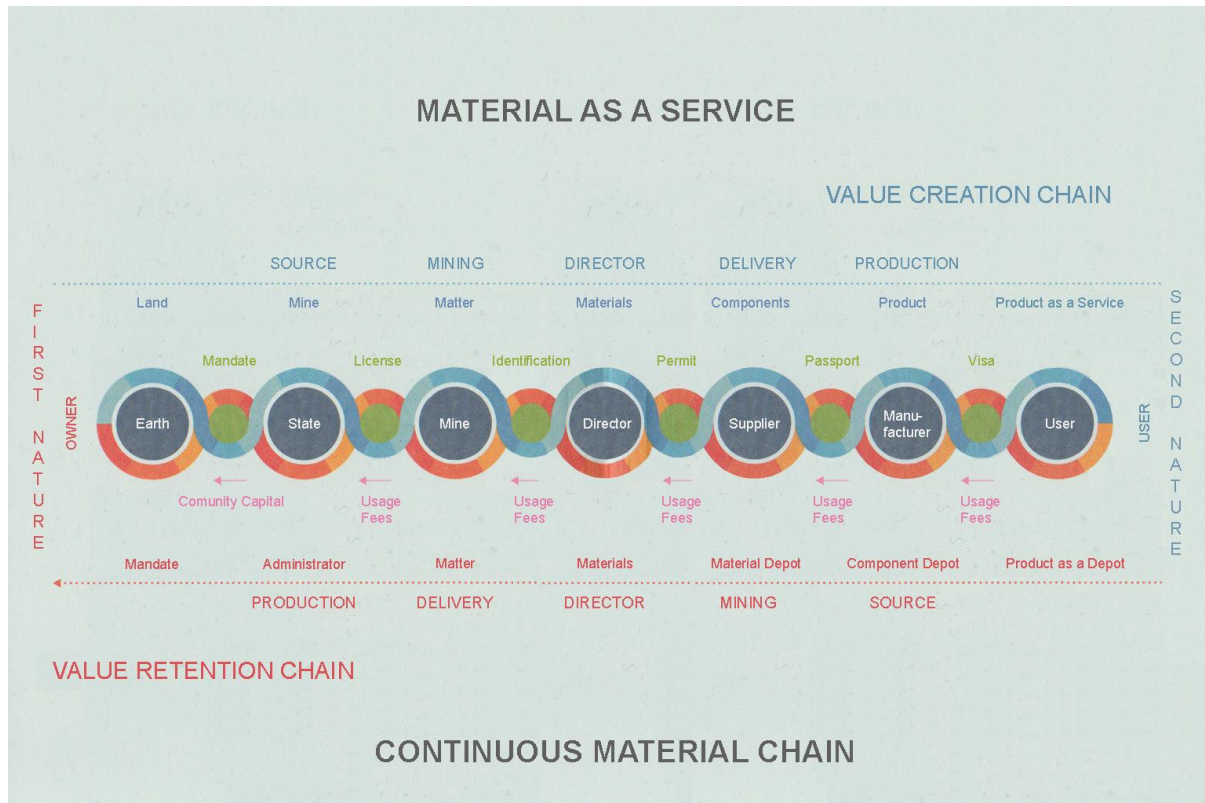 MATERIAL AS A SERVICE
VALUE CREATION CHAIN
SOURCE MINING DIRECTOR DELIVERY PRODUCTION
Land Mine Matter Materials Components Product Product as a Service
FIRST NATURE
SECOND NATURE
Mandate License Identification Permit Passport Visa
OWNER
Earth State Mine Director Supplier Manu-
facturer User
USER
Comunity Capital Usage
Fees Usage
Fees Usage
Fees Usage
Fees Usage
Fees
Mandate Administrator Matter Materials Material Depot Component Depot Product as a Depot
PRODUCTION DELIVERY DIRECTOR MINING SOURCE
VALUE RETENTION CHAIN
CONTINUOUS MATERIAL CHAIN